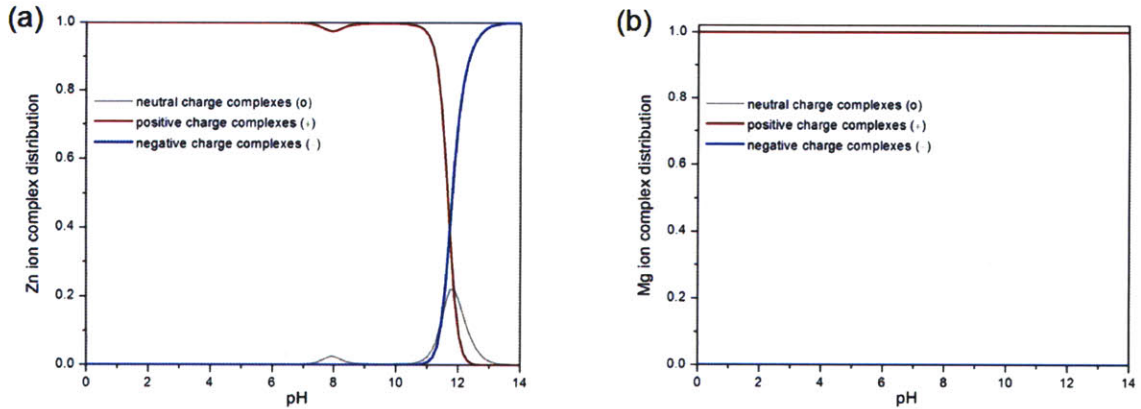 (a)
Zn ion complex distribution
1.0
0.8
0.6
0.4
0.2
0.0
neutral charge complexes (o)
positive charge complexes (+)
negative charge complexes (-)
0 2 4 6 8 10 12 14
pH
(b)
Mg ion complex distribution
1.0
0.8
0.6
0.4
0.2
0.0
neutral charge complexes (o)
positive charge complexes (+)
negative charge complexes (-)
0 2 4 6 8 10 12 14
pH